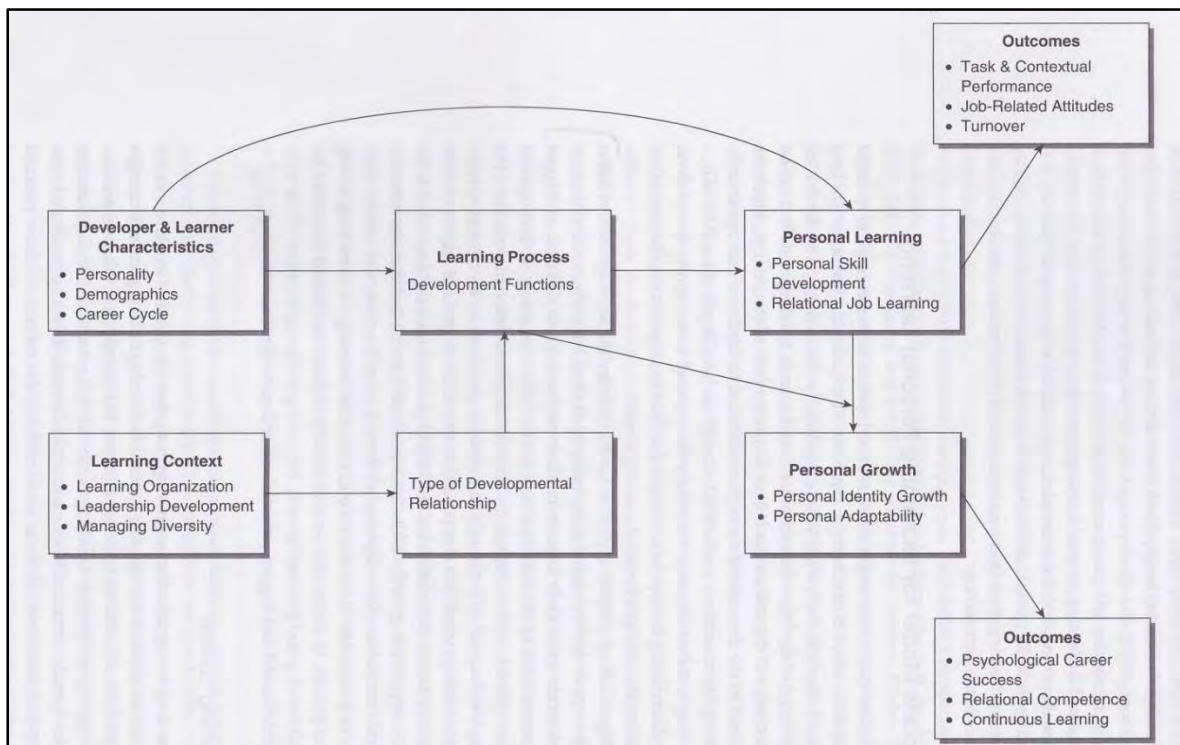 Outcomes
• Task & Contextual
Performance
• Job-Related Attitudes
• Turnover
Developer & Learner
Characteristics
• Personality
• Demographics
• Career Cycle
Learning Process
Development Functions
Personal Learning
• Personal Skill
Development
• Relational Job Learning
Learning Context
• Learning Organization
• Leadership Development
• Managing Diversity
Type of Developmental
Relationship
Personal Growth
• Personal Identity Growth
• Personal Adaptability
Outcomes
• Psychological Career
Success
• Relational Competence
• Continuous Learning